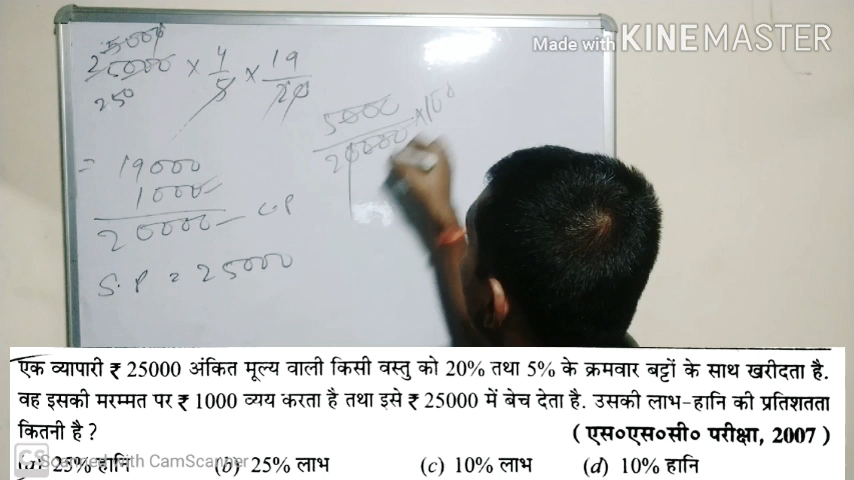 Made with KINEMASTER
5000
25000 × 4/5 × 19/20
250
= 19000
1000
20000 — CP
S.P = 25000
5000/20000 × 100
एक व्यापारी ₹ 25000 अंकित मूल्य वाली किसी वस्तु को 20% तथा 5% के क्रमवार बट्टों के साथ खरीदता है.
वह इसकी मरम्मत पर ₹ 1000 व्यय करता है तथा इसे ₹ 25000 में बेच देता है. उसकी लाभ-हानि की प्रतिशतता
कितनी है ?
( एस०एस०सी० परीक्षा, 2007 )
(a) 25% हानि (b) 25% लाभ (c) 10% लाभ (d) 10% हानि
CS Scanned with CamScanner